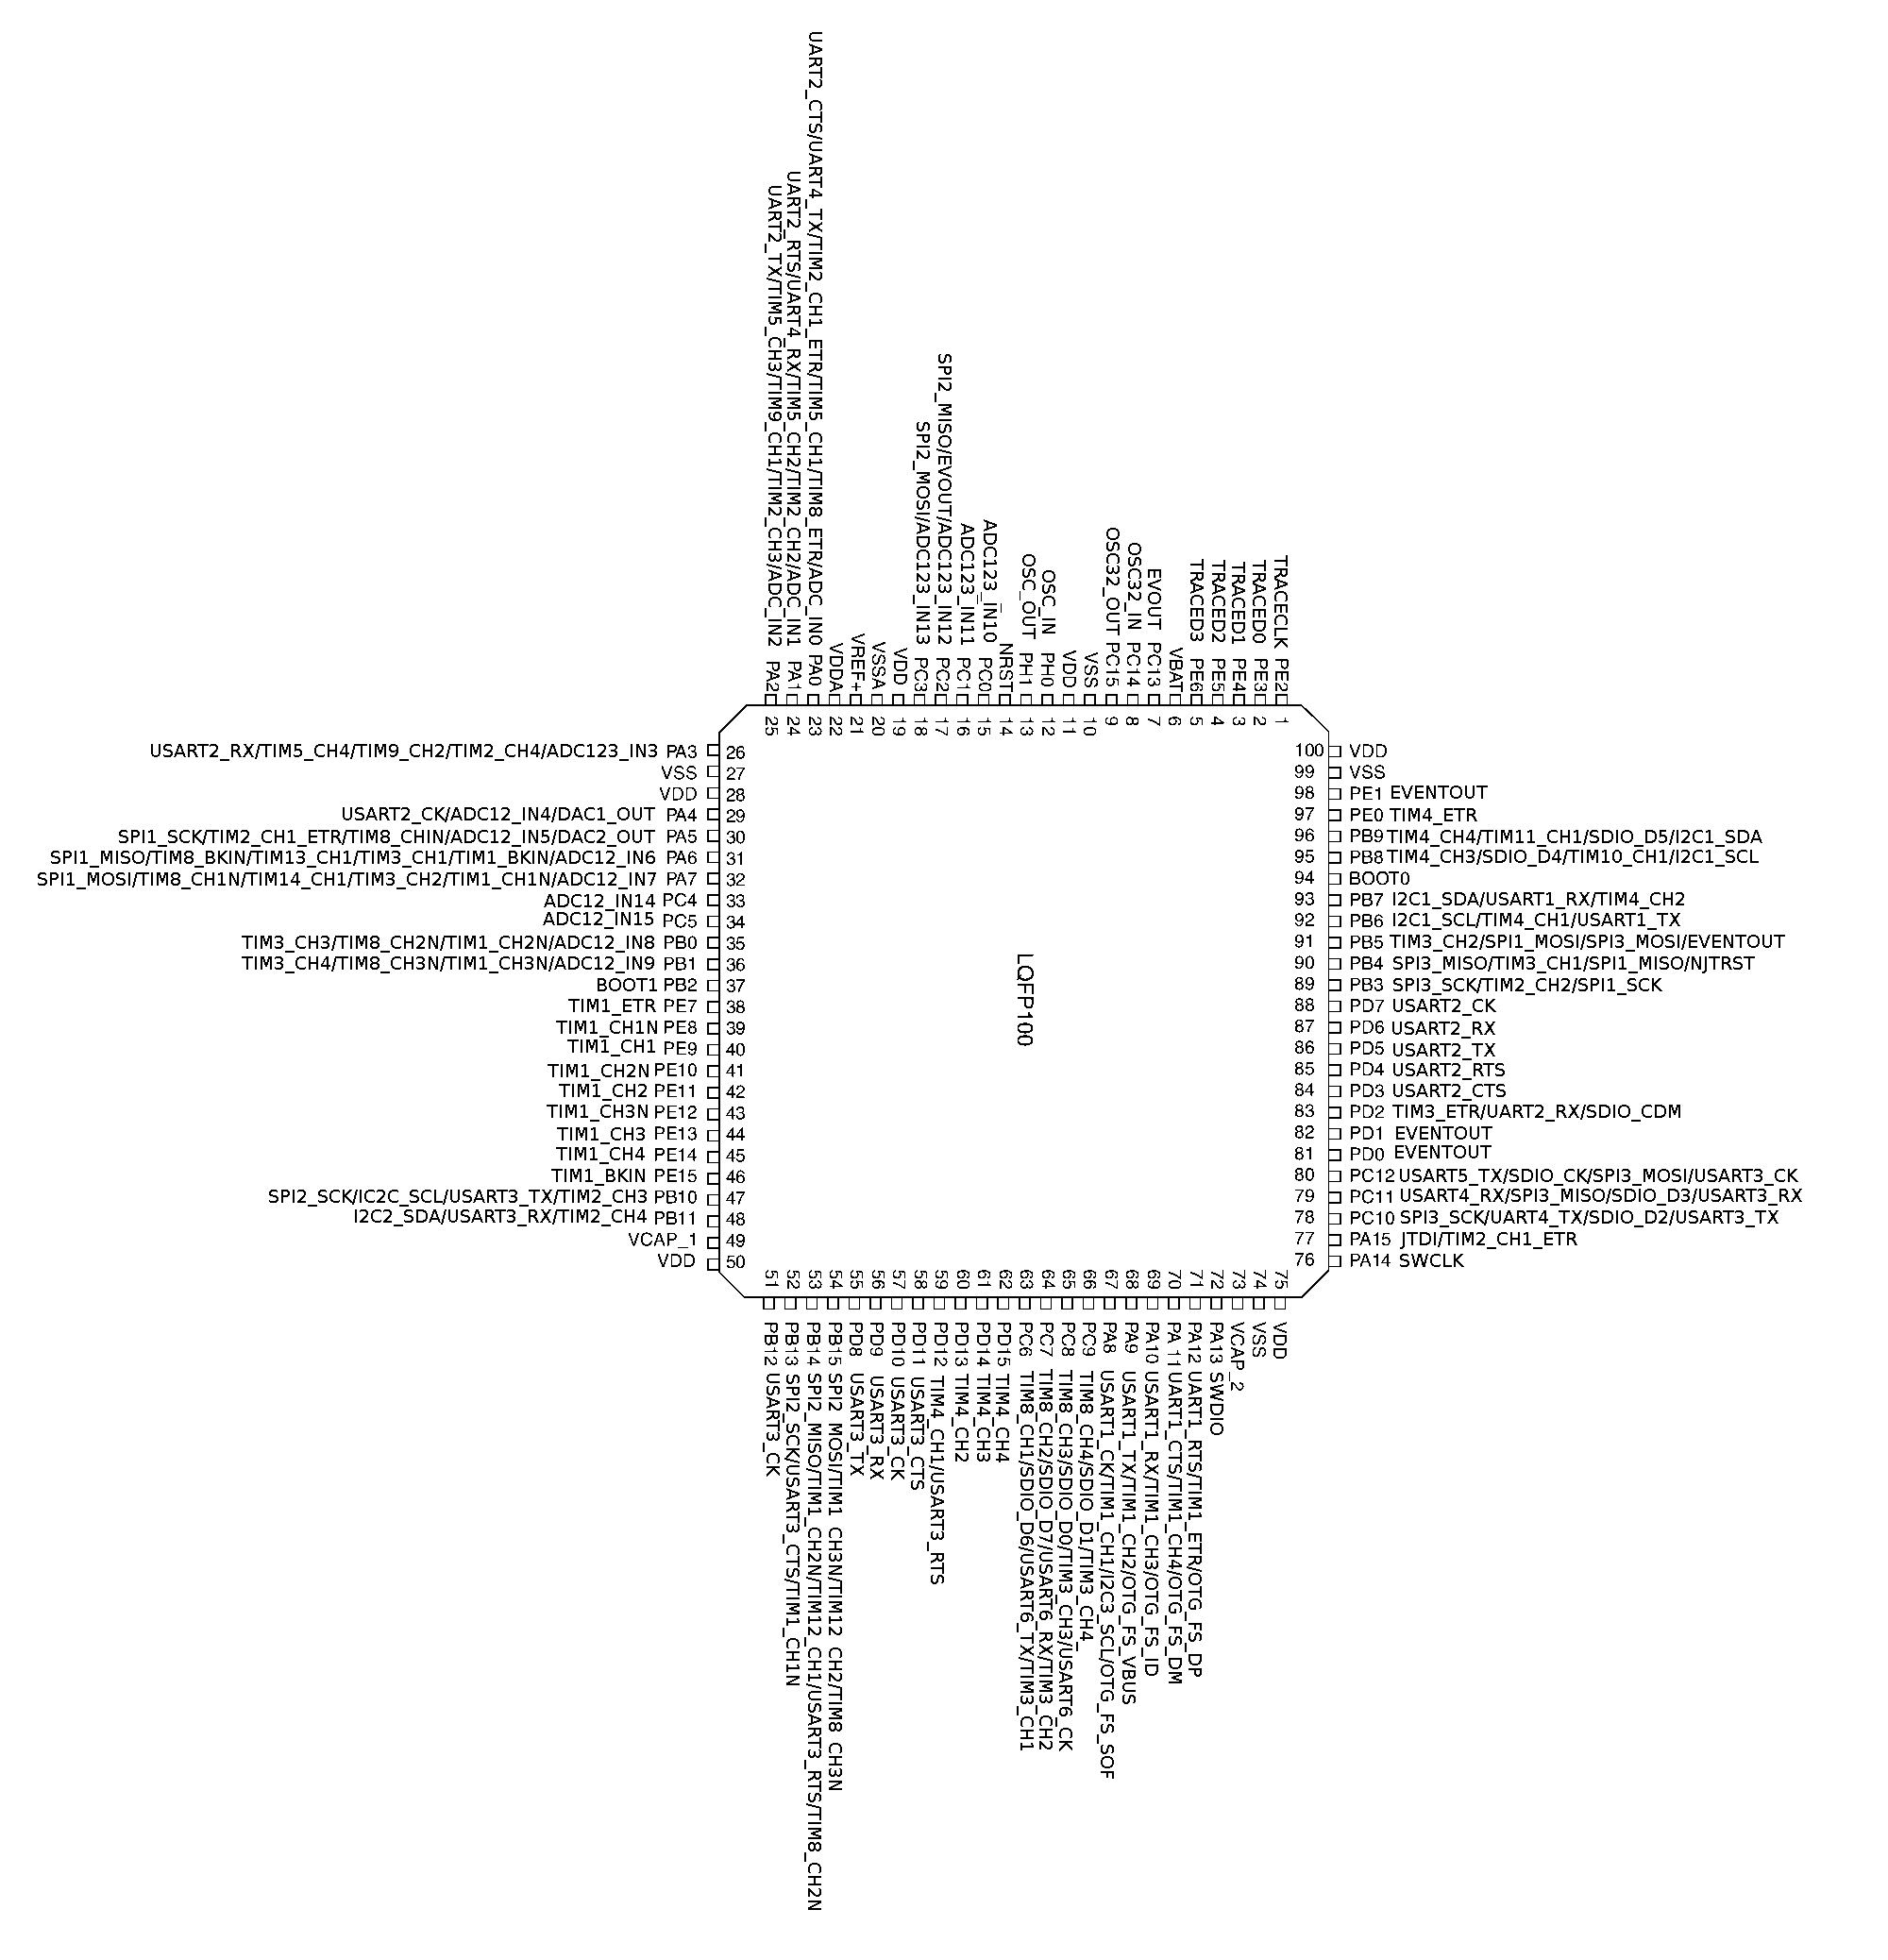 UART2_TX/TIM5_CH3/TIM9_CH1/TIM2_CH3/ADC_IN2 PA2 25
UART2_RTS/UART4_RX/TIM5_CH2/TIM2_CH2/ADC_IN1 PA1 24
UART2_CTS/UART4_TX/TIM2_CH1_ETR/TIM5_CH1/TIM8_ETR/ADC_IN0 PA0 23
VDDA 22
VREF+ 21
VSSA 20
VDD 19
SPI2_MOSI/ADC123_IN13 PC3 18
SPI2_MISO/EVOUT/ADC123_IN12 PC2 17
ADC123_IN11 PC1 16
ADC123_IN10 PC0 15
NRST 14
OSC_OUT PH1 13
OSC_IN PH0 12
VDD 11
VSS 10
OSC32_OUT PC15 9
OSC32_IN PC14 8
EVOUT PC13 7
VBAT 6
TRACED3 PE6 5
TRACED2 PE5 4
TRACED1 PE4 3
TRACED0 PE3 2
TRACECLK PE2 1
USART2_RX/TIM5_CH4/TIM9_CH2/TIM2_CH4/ADC123_IN3 PA3 26
VSS 27
VDD 28
USART2_CK/ADC12_IN4/DAC1_OUT PA4 29
SPI1_SCK/TIM2_CH1_ETR/TIM8_CHIN/ADC12_IN5/DAC2_OUT PA5 30
SPI1_MISO/TIM8_BKIN/TIM13_CH1/TIM3_CH1/TIM1_BKIN/ADC12_IN6 PA6 31
SPI1_MOSI/TIM8_CH1N/TIM14_CH1/TIM3_CH2/TIM1_CH1N/ADC12_IN7 PA7 32
ADC12_IN14 PC4 33
ADC12_IN15 PC5 34
TIM3_CH3/TIM8_CH2N/TIM1_CH2N/ADC12_IN8 PB0 35
TIM3_CH4/TIM8_CH3N/TIM1_CH3N/ADC12_IN9 PB1 36
BOOT1 PB2 37
TIM1_ETR PE7 38
TIM1_CH1N PE8 39
TIM1_CH1 PE9 40
TIM1_CH2N PE10 41
TIM1_CH2 PE11 42
TIM1_CH3N PE12 43
TIM1_CH3 PE13 44
TIM1_CH4 PE14 45
TIM1_BKIN PE15 46
SPI2_SCK/IC2C_SCL/USART3_TX/TIM2_CH3 PB10 47
I2C2_SDA/USART3_RX/TIM2_CH4 PB11 48
VCAP_1 49
VDD 50
LQFP100
100 VDD
99 VSS
98 PE1 EVENTOUT
97 PE0 TIM4_ETR
96 PB9 TIM4_CH4/TIM11_CH1/SDIO_D5/I2C1_SDA
95 PB8 TIM4_CH3/SDIO_D4/TIM10_CH1/I2C1_SCL
94 BOOT0
93 PB7 I2C1_SDA/USART1_RX/TIM4_CH2
92 PB6 I2C1_SCL/TIM4_CH1/USART1_TX
91 PB5 TIM3_CH2/SPI1_MOSI/SPI3_MOSI/EVENTOUT
90 PB4 SPI3_MISO/TIM3_CH1/SPI1_MISO/NJTRST
89 PB3 SPI3_SCK/TIM2_CH2/SPI1_SCK
88 PD7 USART2_CK
87 PD6 USART2_RX
86 PD5 USART2_TX
85 PD4 USART2_RTS
84 PD3 USART2_CTS
83 PD2 TIM3_ETR/UART2_RX/SDIO_CDM
82 PD1 EVENTOUT
81 PD0 EVENTOUT
80 PC12 USART5_TX/SDIO_CK/SPI3_MOSI/USART3_CK
79 PC11 USART4_RX/SPI3_MISO/SDIO_D3/USART3_RX
78 PC10 SPI3_SCK/UART4_TX/SDIO_D2/USART3_TX
77 PA15 JTDI/TIM2_CH1_ETR
76 PA14 SWCLK
51 PB12 USART3_CK
52 PB13 SPI2_SCK/USART3_CTS/TIM1_CH1N
53 PB14 SPI2_MISO/TIM1_CH2N/TIM12_CH1/USART3_RTS/TIM8_CH2N
54 PB15 SPI2_MOSI/TIM1_CH3N/TIM12_CH2/TIM8_CH3N
55 PD8 USART3_TX
56 PD9 USART3_RX
57 PD10 USART3_CK
58 PD11 USART3_CTS
59 PD12 TIM4_CH1/USART3_RTS
60 PD13 TIM4_CH2
61 PD14 TIM4_CH3
62 PD15 TIM4_CH4
63 PC6 TIM8_CH1/SDIO_D6/USART6_TX/TIM3_CH1
64 PC7 TIM8_CH2/SDIO_D7/USART6_RX/TIM3_CH2
65 PC8 TIM8_CH3/SDIO_D0/TIM3_CH3/USART6_CK
66 PC9 TIM8_CH4/SDIO_D1/TIM3_CH4
67 PA8 USART1_CK/TIM1_CH1/I2C3_SCL/OTG_FS_SOF
68 PA9 USART1_TX/TIM1_CH2/OTG_FS_VBUS
69 PA10 USART1_RX/TIM1_CH3/OTG_FS_ID
70 PA 11 UART1_CTS/TIM1_CH4/OTG_FS_DM
71 PA12 UART1_RTS/TIM1_ETR/OTG_FS_DP
72 PA13 SWDIO
73 VCAP_2
74 VSS
75 VDD